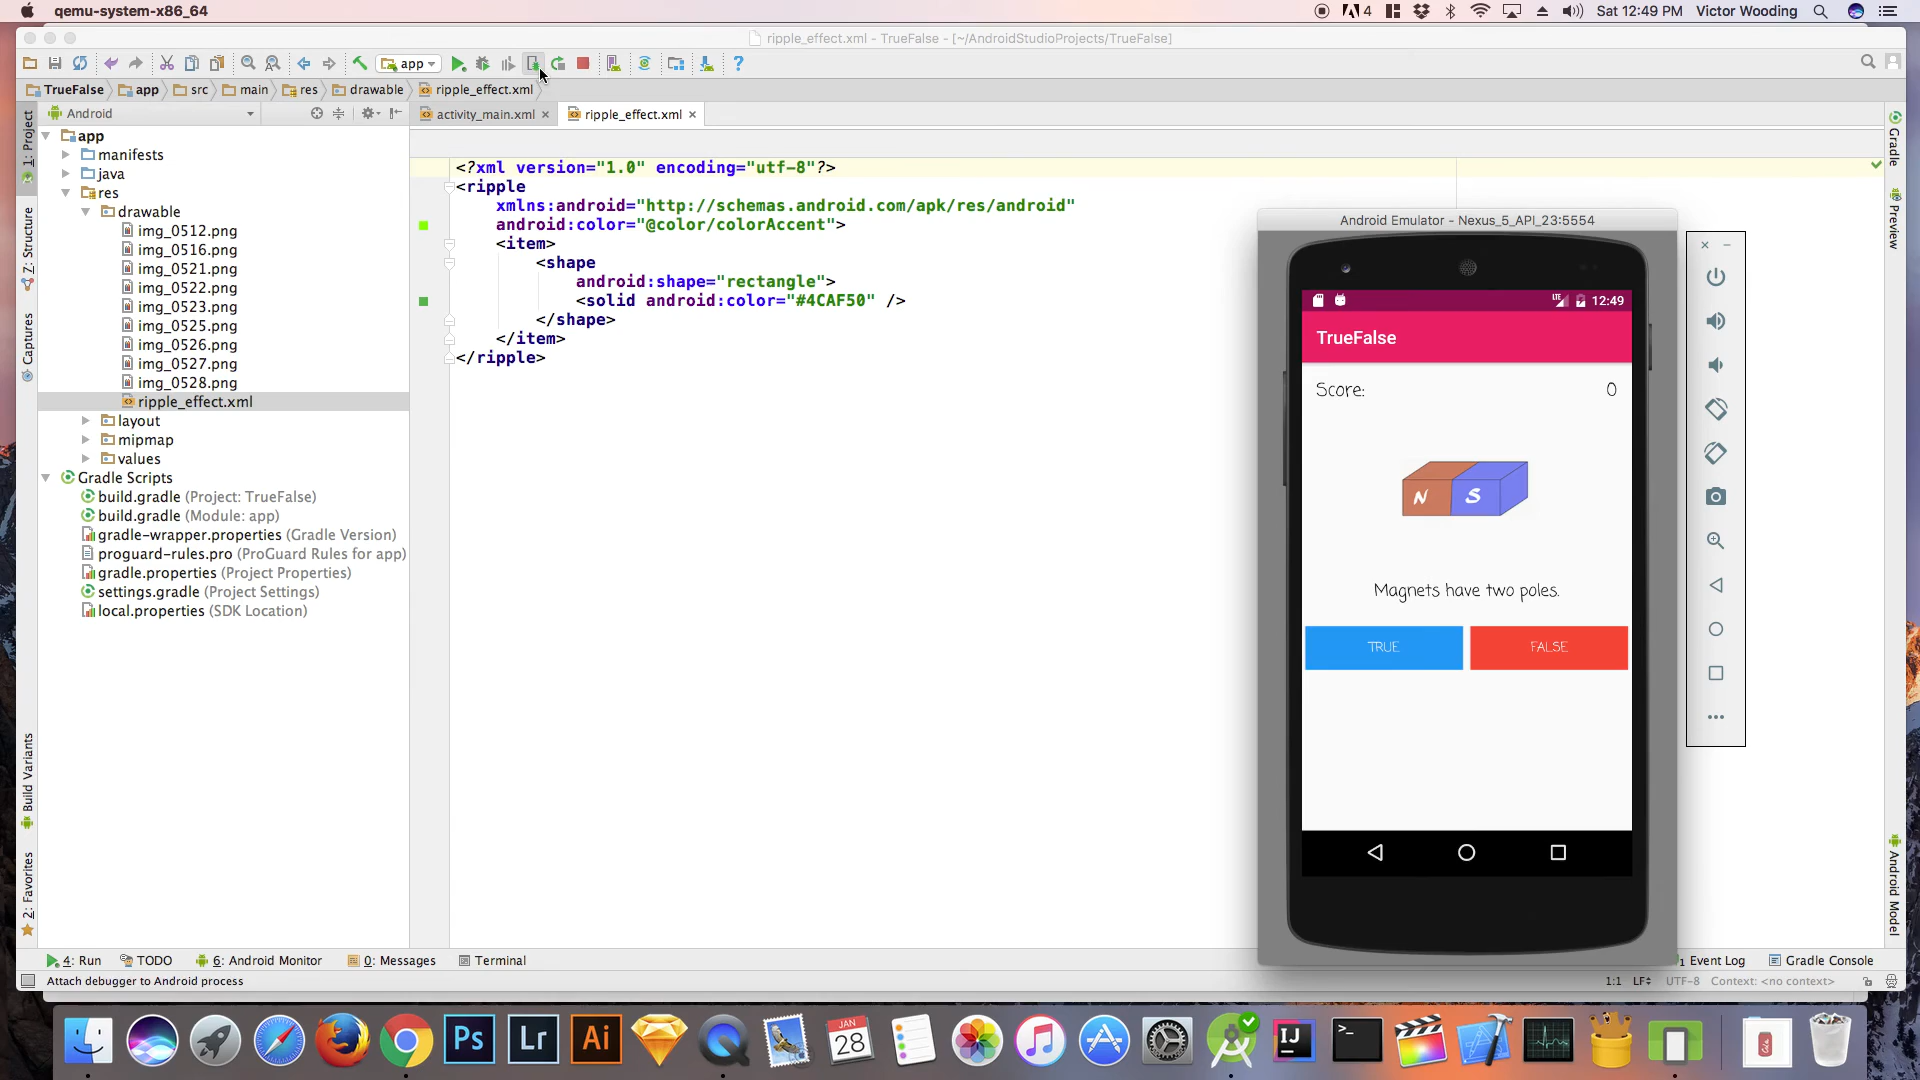 qemu-system-x86_64
4
Sat 12:49 PM
Victor Wooding
ripple_effect.xml - TrueFalse - [~/AndroidStudioProjects/TrueFalse]
app
TrueFalse
app
src
main
res
drawable
ripple_effect.xml
Android
activity_main.xml
ripple_effect.xml
1: Project
7: Structure
Captures
Build Variants
2: Favorites
app
manifests
java
res
drawable
img_0512.png
img_0516.png
img_0521.png
img_0522.png
img_0523.png
img_0525.png
img_0526.png
img_0527.png
img_0528.png
ripple_effect.xml
layout
mipmap
values
Gradle Scripts
build.gradle (Project: TrueFalse)
build.gradle (Module: app)
gradle-wrapper.properties (Gradle Version)
proguard-rules.pro (ProGuard Rules for app)
gradle.properties (Project Properties)
settings.gradle (Project Settings)
local.properties (SDK Location)
<?xml version="1.0" encoding="utf-8"?>
<ripple
xmlns:android="http://schemas.android.com/apk/res/android"
android:color="@color/colorAccent">
<item>
<shape
android:shape="rectangle">
<solid android:color="#4CAF50" />
</shape>
</item>
</ripple>
Android Emulator - Nexus_5_API_23:5554
LTE
12:49
TrueFalse
Score:
0
N
S
Magnets have two poles.
TRUE
FALSE
Gradle
Preview
Android Model
4: Run
TODO
6: Android Monitor
0: Messages
Terminal
1
Event Log
Gradle Console
Attach debugger to Android process
1:1
LF
UTF-8
Context: <no context>
Ps
Lr
Ai
JAN
28
IJ
>_